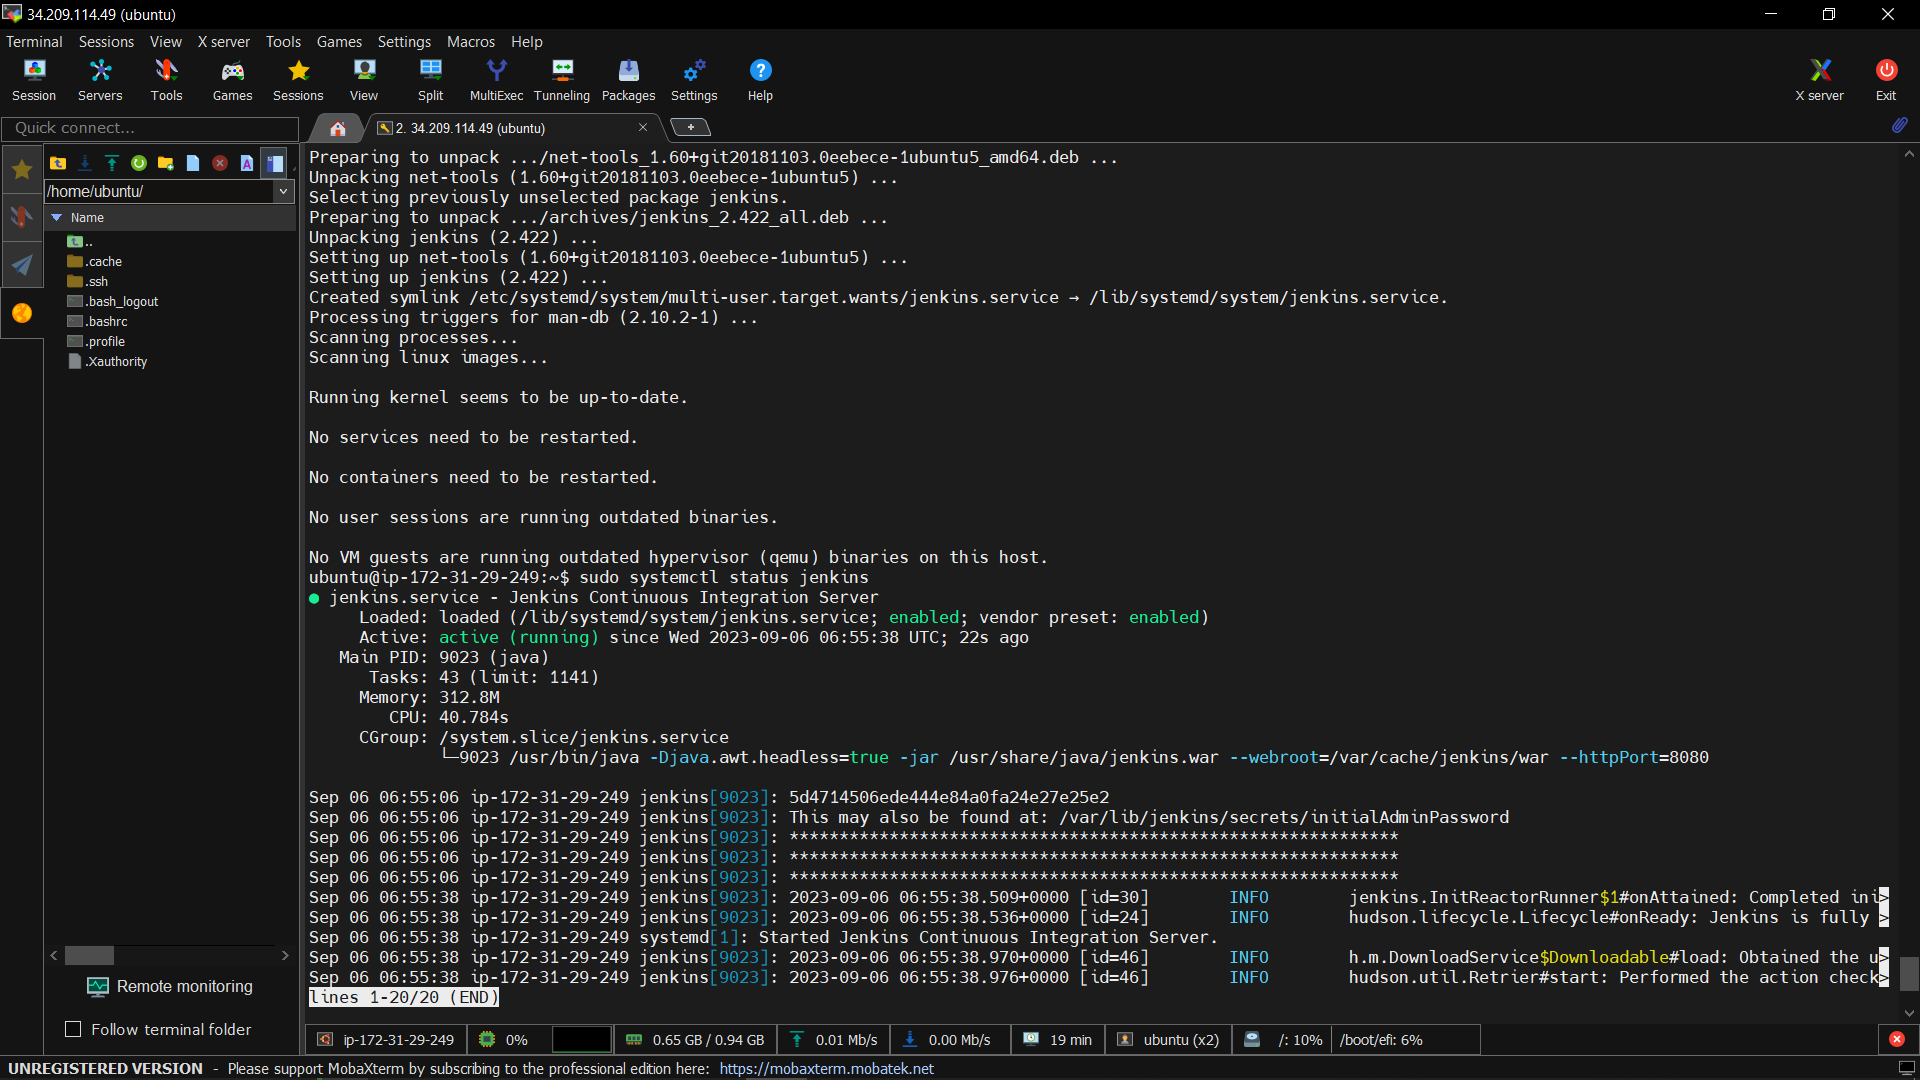 34.209.114.49 (ubuntu)
Terminal Sessions View X server Tools Games Settings Macros Help
Session Servers Tools Games Sessions View Split MultiExec Tunneling Packages Settings Help X server Exit
Quick connect...
2. 34.209.114.49 (ubuntu)
/home/ubuntu/
Name
..
.cache
.ssh
.bash_logout
.bashrc
.profile
.Xauthority
Remote monitoring
Follow terminal folder
Preparing to unpack .../net-tools_1.60+git20181103.0eebece-1ubuntu5_amd64.deb ...
Unpacking net-tools (1.60+git20181103.0eebece-1ubuntu5) ...
Selecting previously unselected package jenkins.
Preparing to unpack .../archives/jenkins_2.422_all.deb ...
Unpacking jenkins (2.422) ...
Setting up net-tools (1.60+git20181103.0eebece-1ubuntu5) ...
Setting up jenkins (2.422) ...
Created symlink /etc/systemd/system/multi-user.target.wants/jenkins.service → /lib/systemd/system/jenkins.service.
Processing triggers for man-db (2.10.2-1) ...
Scanning processes...
Scanning linux images...
Running kernel seems to be up-to-date.
No services need to be restarted.
No containers need to be restarted.
No user sessions are running outdated binaries.
No VM guests are running outdated hypervisor (qemu) binaries on this host.
ubuntu@ip-172-31-29-249:~$ sudo systemctl status jenkins
● jenkins.service - Jenkins Continuous Integration Server
Loaded: loaded (/lib/systemd/system/jenkins.service; enabled; vendor preset: enabled)
Active: active (running) since Wed 2023-09-06 06:55:38 UTC; 22s ago
Main PID: 9023 (java)
Tasks: 43 (limit: 1141)
Memory: 312.8M
CPU: 40.784s
CGroup: /system.slice/jenkins.service
└─9023 /usr/bin/java -Djava.awt.headless=true -jar /usr/share/java/jenkins.war --webroot=/var/cache/jenkins/war --httpPort=8080
Sep 06 06:55:06 ip-172-31-29-249 jenkins[9023]: 5d4714506ede444e84a0fa24e27e25e2
Sep 06 06:55:06 ip-172-31-29-249 jenkins[9023]: This may also be found at: /var/lib/jenkins/secrets/initialAdminPassword
Sep 06 06:55:06 ip-172-31-29-249 jenkins[9023]: *************************************************************
Sep 06 06:55:06 ip-172-31-29-249 jenkins[9023]: *************************************************************
Sep 06 06:55:06 ip-172-31-29-249 jenkins[9023]: *************************************************************
Sep 06 06:55:38 ip-172-31-29-249 jenkins[9023]: 2023-09-06 06:55:38.509+0000 [id=30] INFO jenkins.InitReactorRunner$1#onAttained: Completed ini>
Sep 06 06:55:38 ip-172-31-29-249 jenkins[9023]: 2023-09-06 06:55:38.536+0000 [id=24] INFO hudson.lifecycle.Lifecycle#onReady: Jenkins is fully >
Sep 06 06:55:38 ip-172-31-29-249 systemd[1]: Started Jenkins Continuous Integration Server.
Sep 06 06:55:38 ip-172-31-29-249 jenkins[9023]: 2023-09-06 06:55:38.970+0000 [id=46] INFO h.m.DownloadService$Downloadable#load: Obtained the u>
Sep 06 06:55:38 ip-172-31-29-249 jenkins[9023]: 2023-09-06 06:55:38.976+0000 [id=46] INFO hudson.util.Retrier#start: Performed the action check>
lines 1-20/20 (END)
ip-172-31-29-249 0% 0.65 GB / 0.94 GB 0.01 Mb/s 0.00 Mb/s 19 min ubuntu (x2) /: 10% /boot/efi: 6%
UNREGISTERED VERSION - Please support MobaXterm by subscribing to the professional edition here: https://mobaxterm.mobatek.net